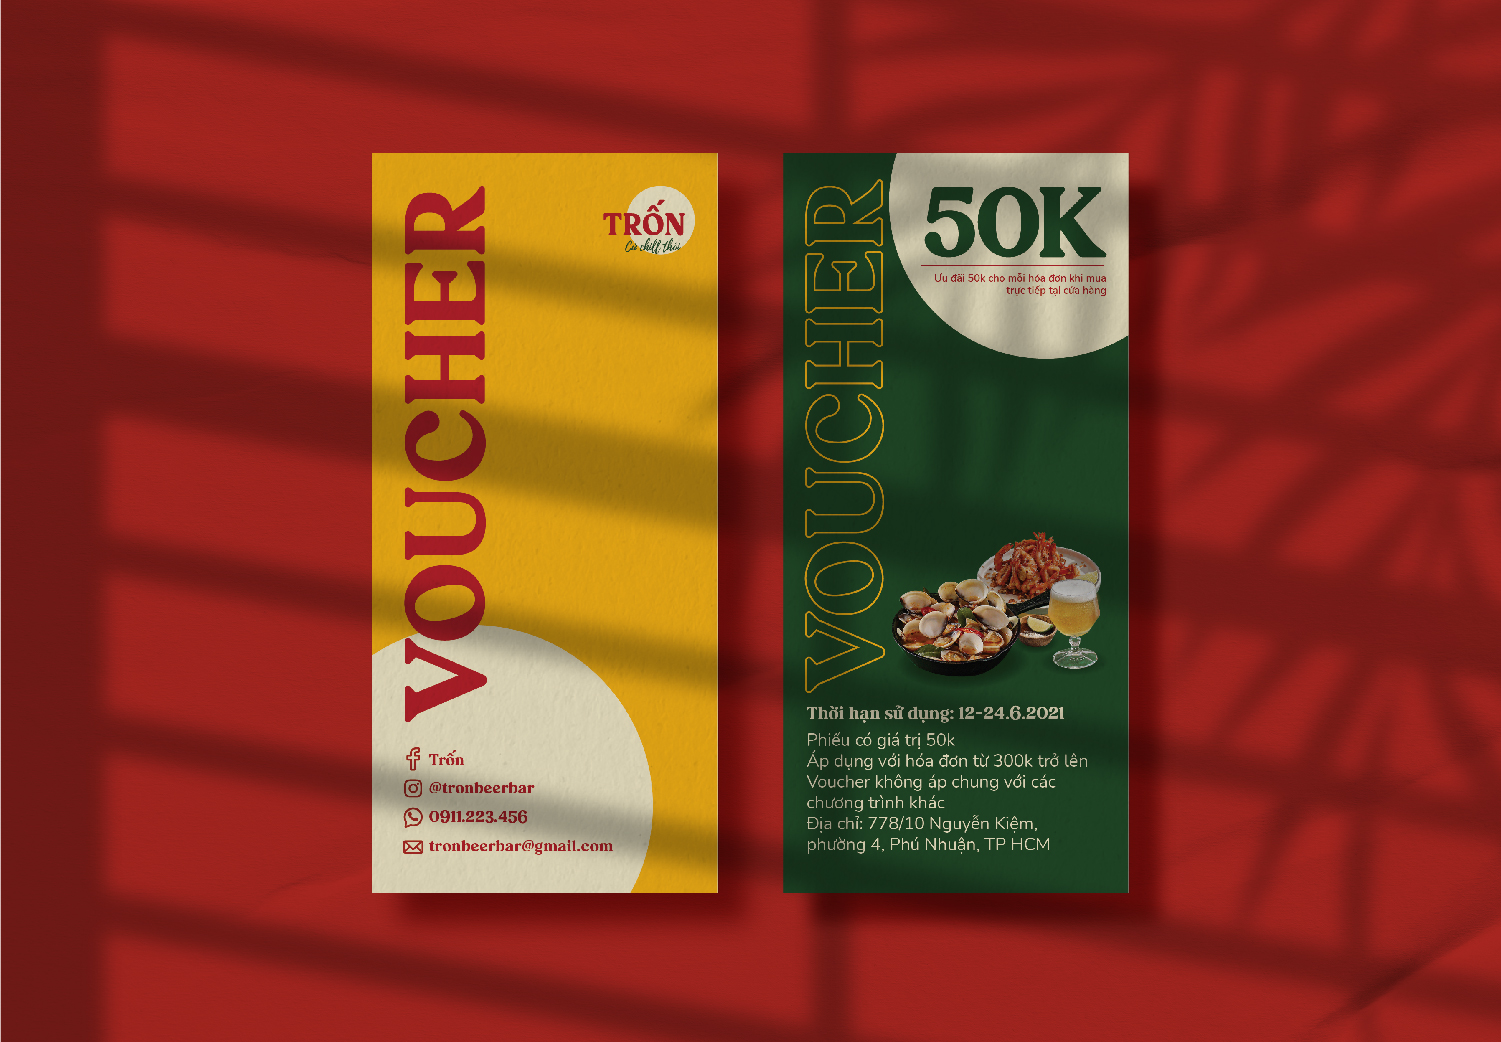 VOUCHER
TRỐN
Cứ chill thôi
Trốn
@tronbeerbar
0911.223.456
tronbeerbar@gmail.com
VOUCHER
50K
Ưu đãi 50k cho mỗi hóa đơn khi mua
trực tiếp tại cửa hàng
Thời hạn sử dụng: 12-24.6.2021
Phiếu có giá trị 50k
Áp dụng với hóa đơn từ 300k trở lên
Voucher không áp chung với các
chương trình khác
Địa chỉ: 778/10 Nguyễn Kiệm,
phường 4, Phú Nhuận, TP HCM